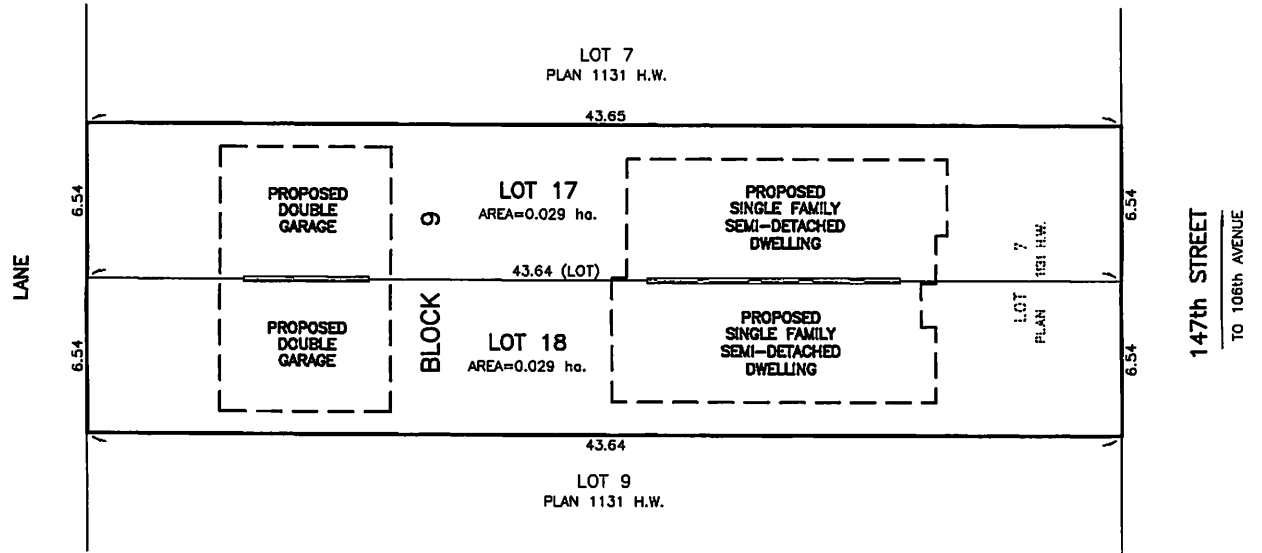 LOT 7
PLAN 1131 H.W.
43.65
6.54
PROPOSED
DOUBLE
GARAGE
9
LOT 17
AREA=0.029 ha.
PROPOSED
SINGLE FAMILY
SEMI-DETACHED
DWELLING
6.54
LANE
43.64 (LOT)
LOT 7
PLAN 1131 H.W.
147th STREET
TO 106th AVENUE
6.54
PROPOSED
DOUBLE
GARAGE
BLOCK
LOT 18
AREA=0.029 ha.
PROPOSED
SINGLE FAMILY
SEMI-DETACHED
DWELLING
6.54
43.64
LOT 9
PLAN 1131 H.W.